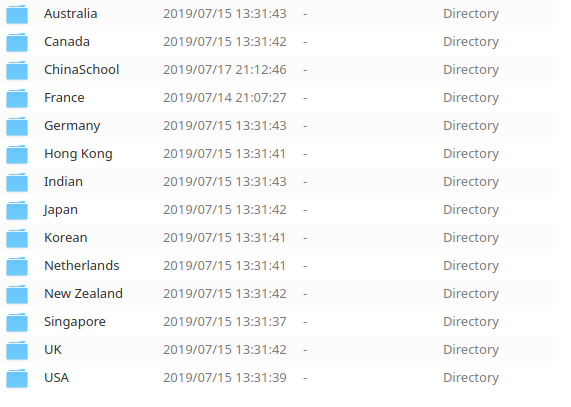 Australia 2019/07/15 13:31:43 - Directory
Canada 2019/07/15 13:31:42 - Directory
ChinaSchool 2019/07/17 21:12:46 - Directory
France 2019/07/14 21:07:27 - Directory
Germany 2019/07/15 13:31:43 - Directory
Hong Kong 2019/07/15 13:31:41 - Directory
Indian 2019/07/15 13:31:43 - Directory
Japan 2019/07/15 13:31:42 - Directory
Korean 2019/07/15 13:31:41 - Directory
Netherlands 2019/07/15 13:31:41 - Directory
New Zealand 2019/07/15 13:31:42 - Directory
Singapore 2019/07/15 13:31:37 - Directory
UK 2019/07/15 13:31:42 - Directory
USA 2019/07/15 13:31:39 - Directory